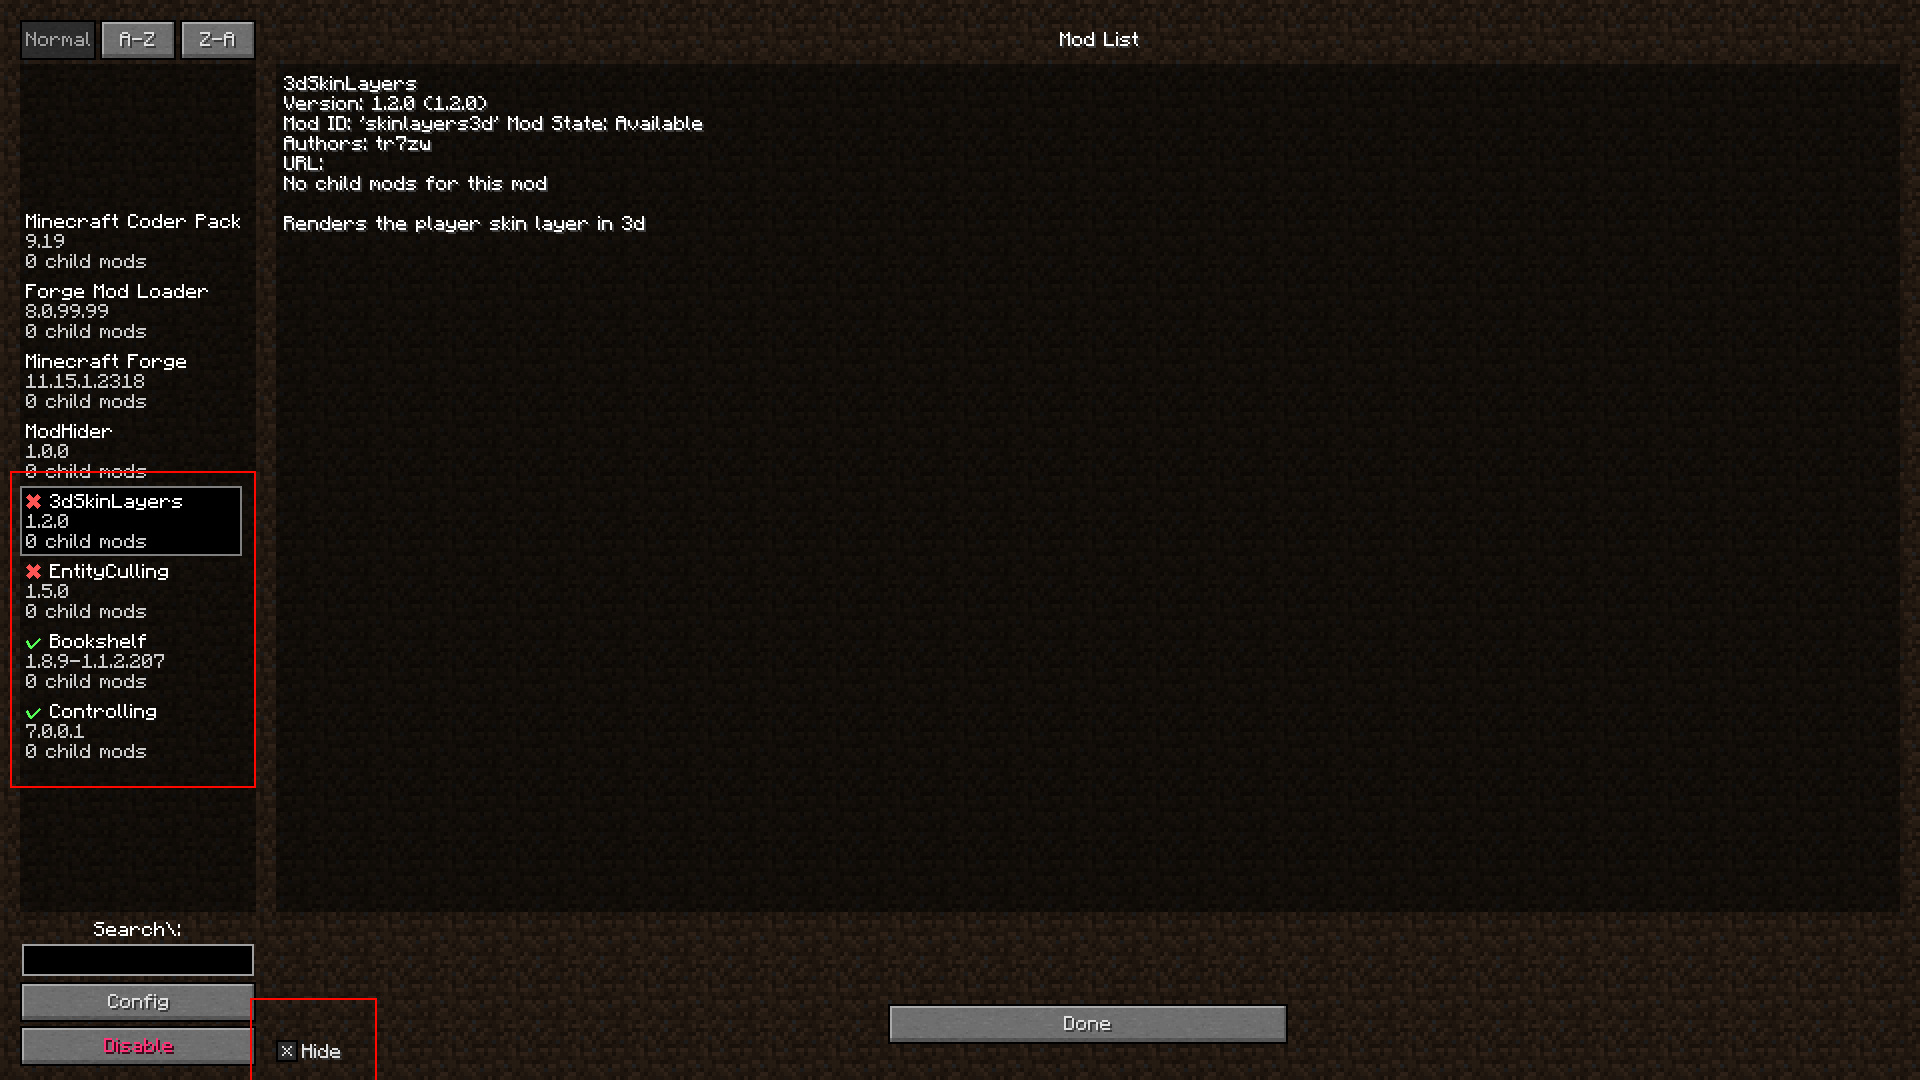 Normal A-Z Z-A
Mod List
3dSkinLayers
Version: 1.2.0 (1.2.0)
Mod ID: 'skinlayers3d' Mod State: Available
Authors: tr7zw
URL:
No child mods for this mod
Renders the player skin layer in 3d
Minecraft Coder Pack
9.19
0 child mods
Forge Mod Loader
8.0.99.99
0 child mods
Minecraft Forge
11.15.1.2318
0 child mods
ModHider
1.0.0
0 child mods
3dSkinLayers
1.2.0
0 child mods
EntityCulling
1.5.0
0 child mods
Bookshelf
1.8.9-1.1.2.207
0 child mods
Controlling
7.0.0.1
0 child mods
Search\:
Config
Disable
Hide
Done